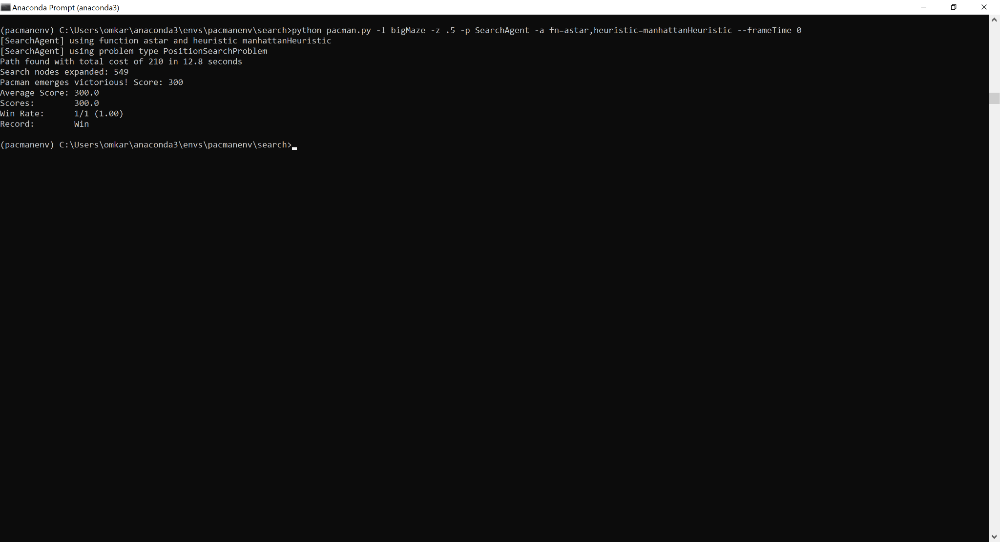 Anaconda Prompt (anaconda3)
(pacmanenv) C:\Users\omkar\anaconda3\envs\pacmanenv\search>python pacman.py -l bigMaze -z .5 -p SearchAgent -a fn=astar,heuristic=manhattanHeuristic --frameTime 0
[SearchAgent] using function astar and heuristic manhattanHeuristic
[SearchAgent] using problem type PositionSearchProblem
Path found with total cost of 210 in 12.8 seconds
Search nodes expanded: 549
Pacman emerges victorious! Score: 300
Average Score: 300.0
Scores:        300.0
Win Rate:      1/1 (1.00)
Record:        Win
(pacmanenv) C:\Users\omkar\anaconda3\envs\pacmanenv\search>